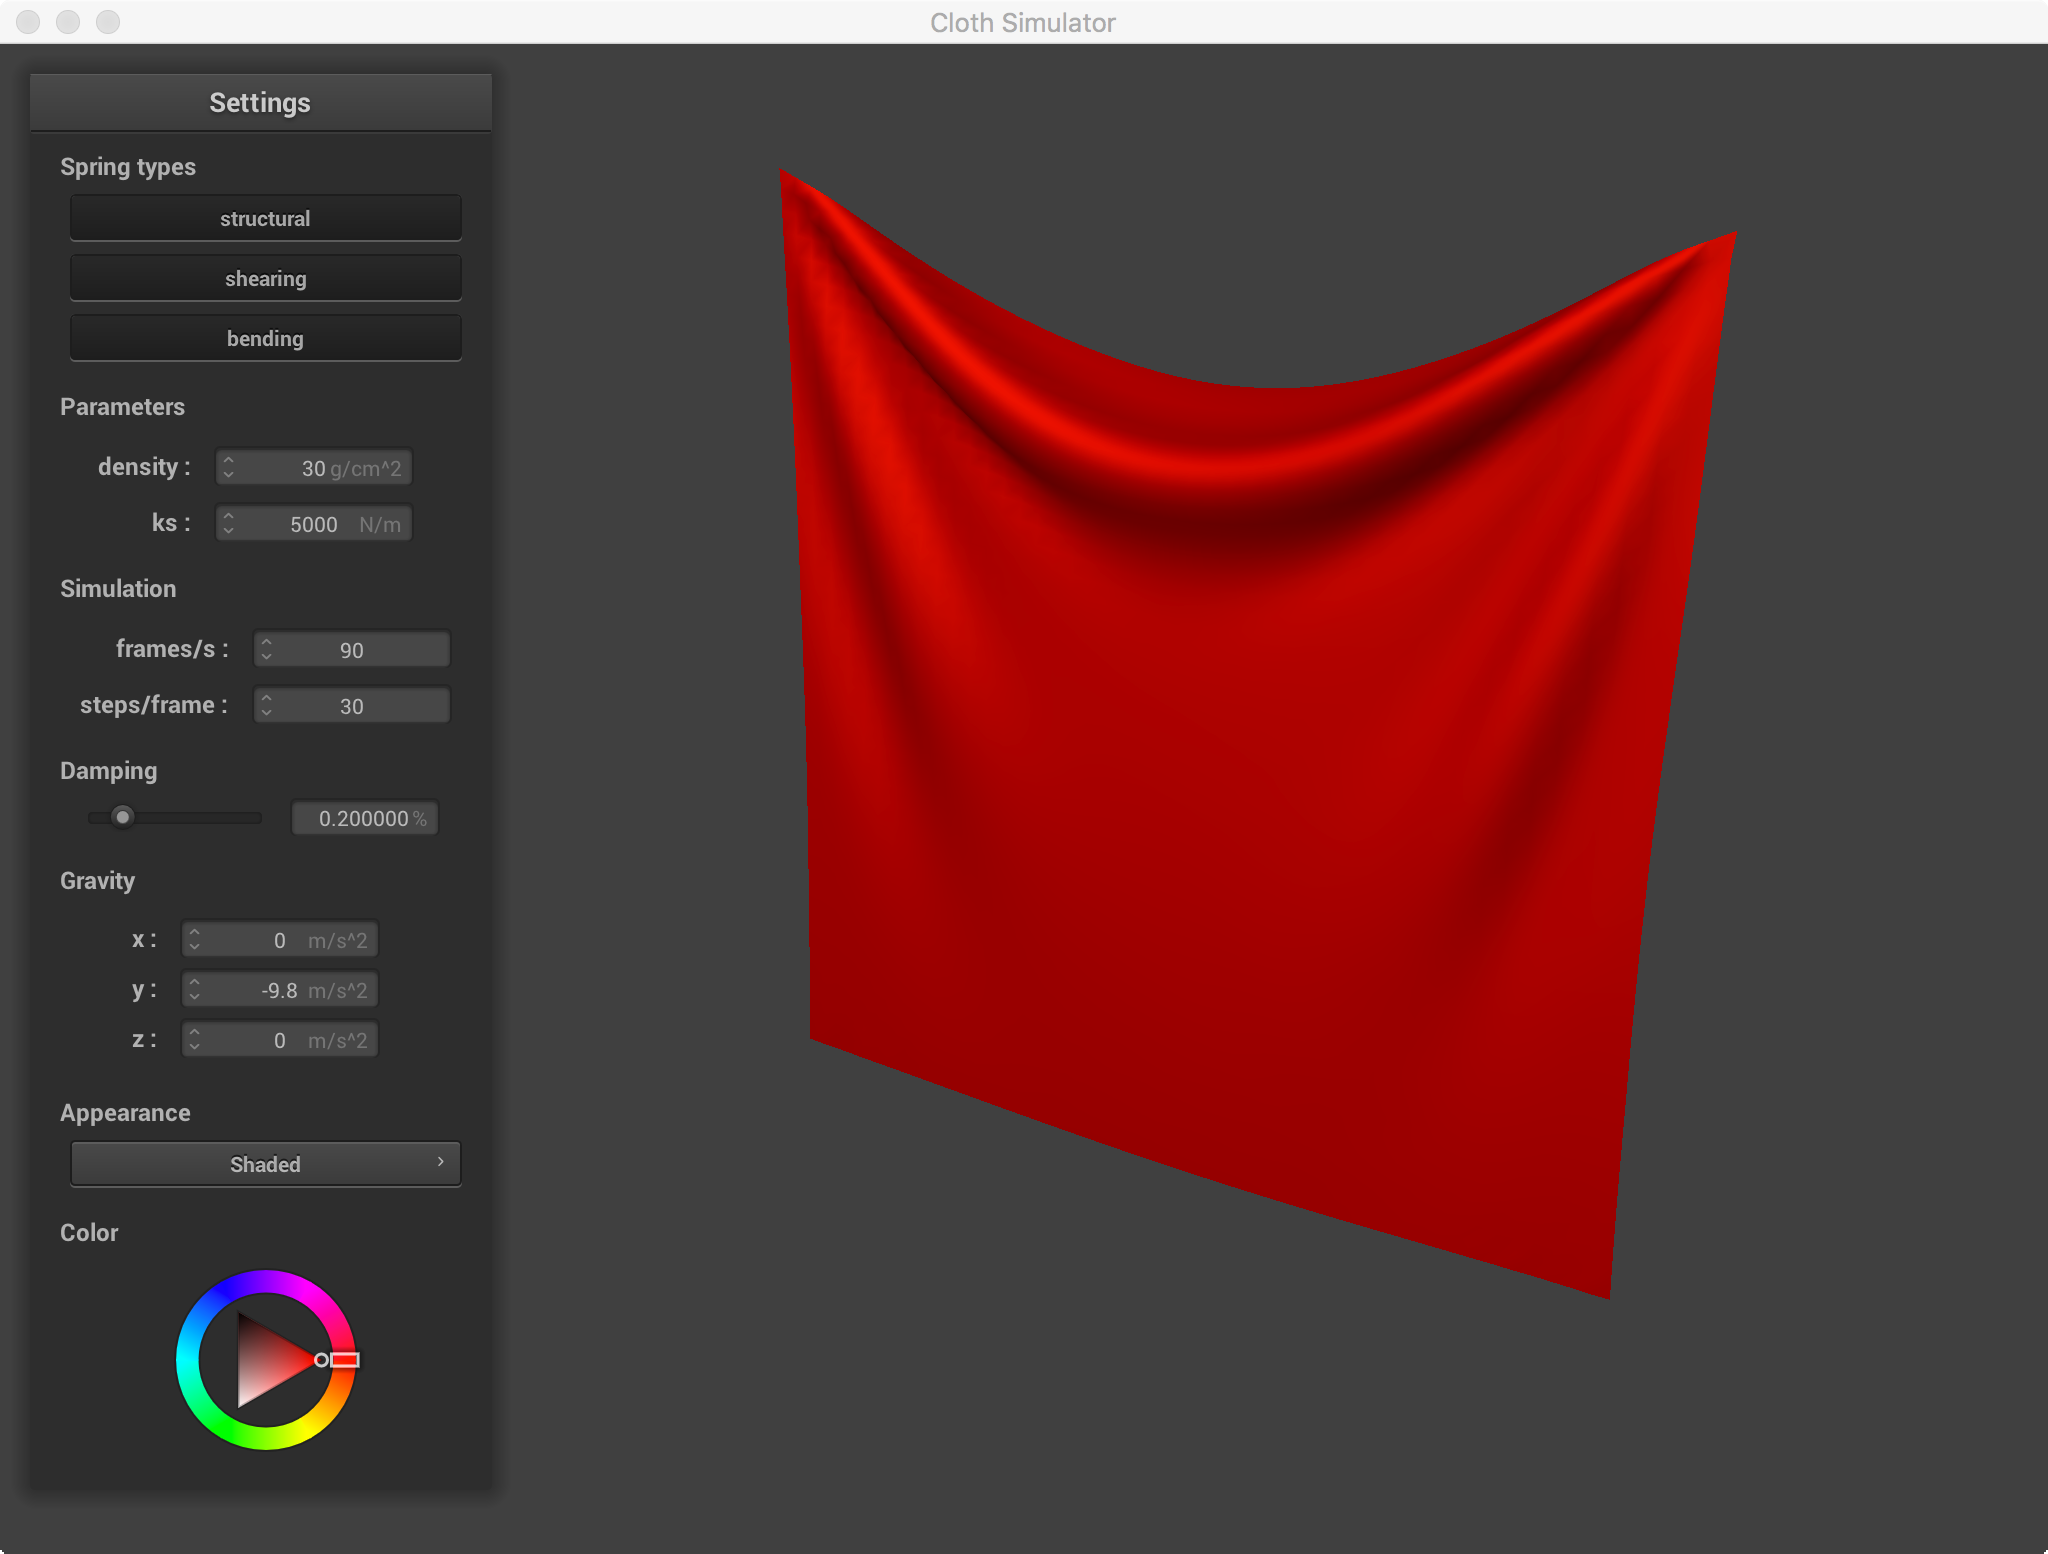 Cloth Simulator
Settings
Spring types
structural
shearing
bending
Parameters
density : 30 g/cm^2
ks : 5000 N/m
Simulation
frames/s : 90
steps/frame : 30
Damping
0.200000 %
Gravity
x : 0 m/s^2
y : -9.8 m/s^2
z : 0 m/s^2
Appearance
Shaded
Color